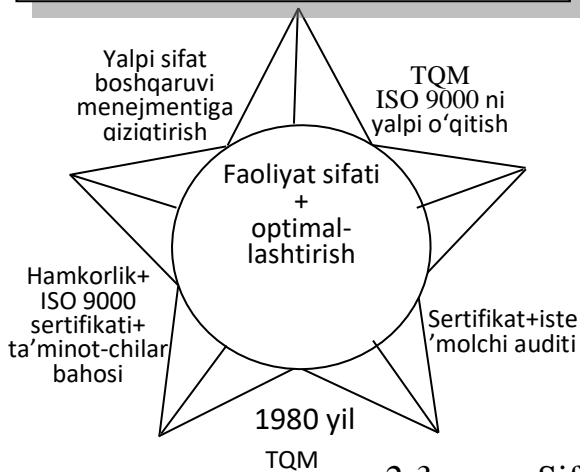 Yalpi sifat
boshqaruvi
menejmentiga
qiziqtirish
TQM
ISO 9000 ni
yalpi o‘qitish
Faoliyat sifati
+
optimal-
lashtirish
Hamkorlik+
ISO 9000
sertifikati+
ta’minot-chilar
bahosi
Sertifikat+iste
’molchi auditi
1980 yil
TQM